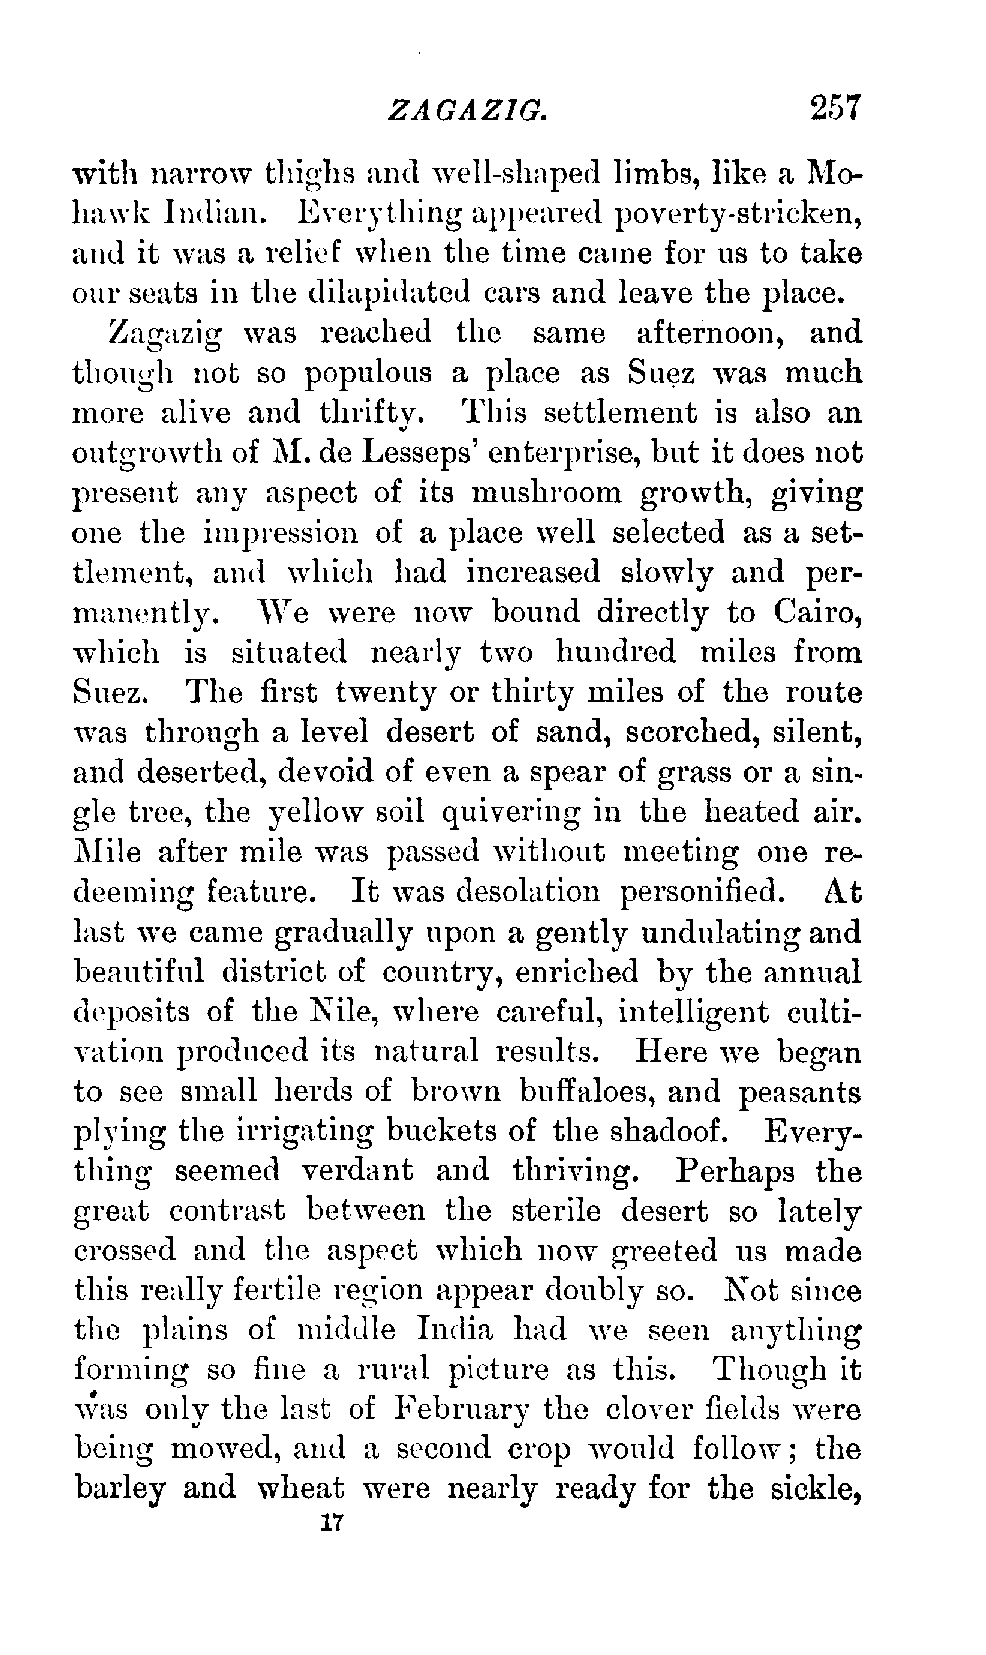 ZAGAZIG. 257
with narrow thighs and well-shaped limbs, like a Mo-
hawk Indian. Everything appeared poverty-stricken,
and it was a relief when the time came for us to take
our seats in the dilapidated cars and leave the place.
Zagazig was reached the same afternoon, and
though not so populous a place as Suez was much
more alive and thrifty. This settlement is also an
outgrowth of M. de Lesseps' enterprise, but it does not
present any aspect of its mushroom growth, giving
one the impression of a place well selected as a set-
tlement, and which had increased slowly and per-
manently. We were now bound directly to Cairo,
which is situated nearly two hundred miles from
Suez. The first twenty or thirty miles of the route
was through a level desert of sand, scorched, silent,
and deserted, devoid of even a spear of grass or a sin-
gle tree, the yellow soil quivering in the heated air.
Mile after mile was passed without meeting one re-
deeming feature. It was desolation personified. At
last we came gradually upon a gently undulating and
beautiful district of country, enriched by the annual
deposits of the Nile, where careful, intelligent culti-
vation produced its natural results. Here we began
to see small herds of brown buffaloes, and peasants
plying the irrigating buckets of the shadoof. Every-
thing seemed verdant and thriving. Perhaps the
great contrast between the sterile desert so lately
crossed and the aspect which now greeted us made
this really fertile region appear doubly so. Not since
the plains of middle India had we seen anything
forming so fine a rural picture as this. Though it
was only the last of February the clover fields were
being mowed, and a second crop would follow; the
barley and wheat were nearly ready for the sickle,
17